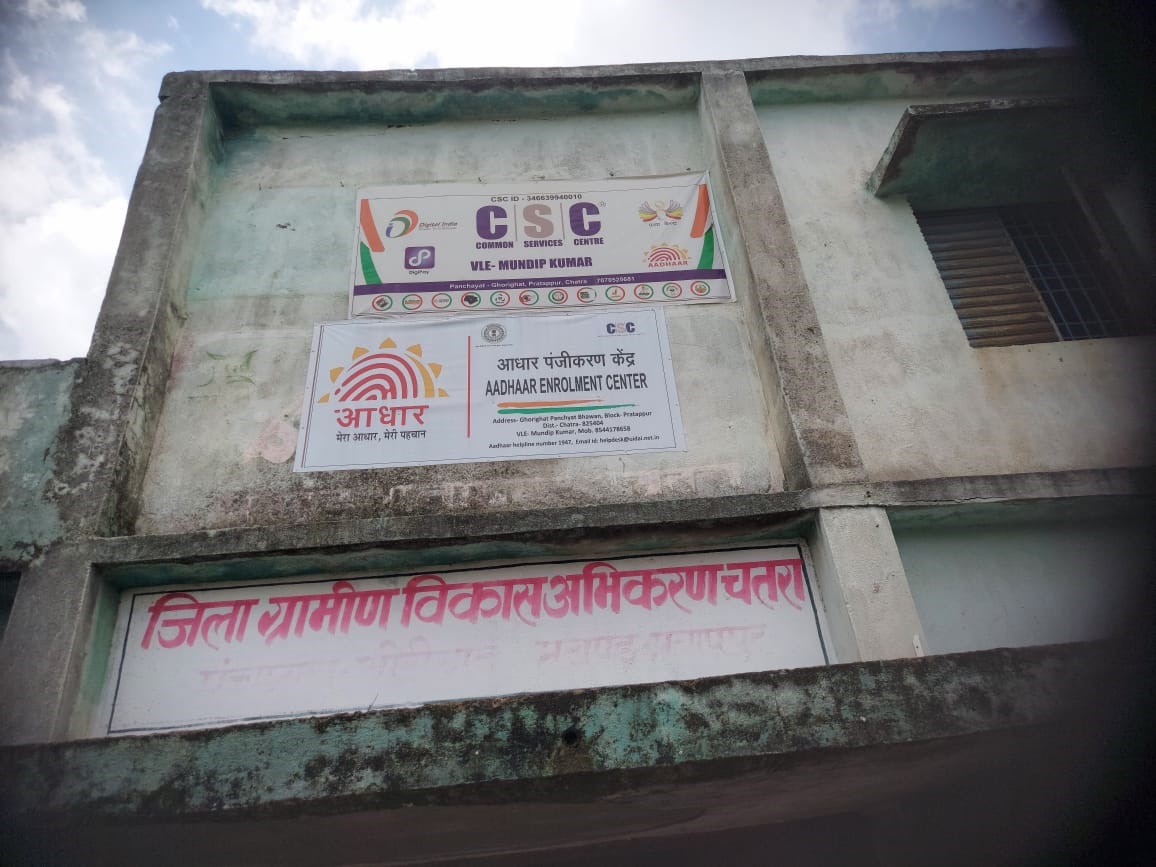 CSC ID - 346639940010
Digital India
CSC
COMMON SERVICES CENTRE
DigiPay
VLE- MUNDIP KUMAR
AADHAAR
Panchayat - Ghorighat, Pratappur, Chatra 7079525681
CSC
आधार
मेरा आधार, मेरी पहचान
आधार पंजीकरण केंद्र
AADHAAR ENROLMENT CENTER
Address- Ghorighat Panchyat Bhawan, Block- Pratappur
Dist.- Chatra- 825404
VLE- Mundip Kumar, Mob. 8544178658
Aadhaar helpline number 1947, Email id: helpdesk@uidai.net.in
जिला ग्रामीण विकास अभिकरण चतरा